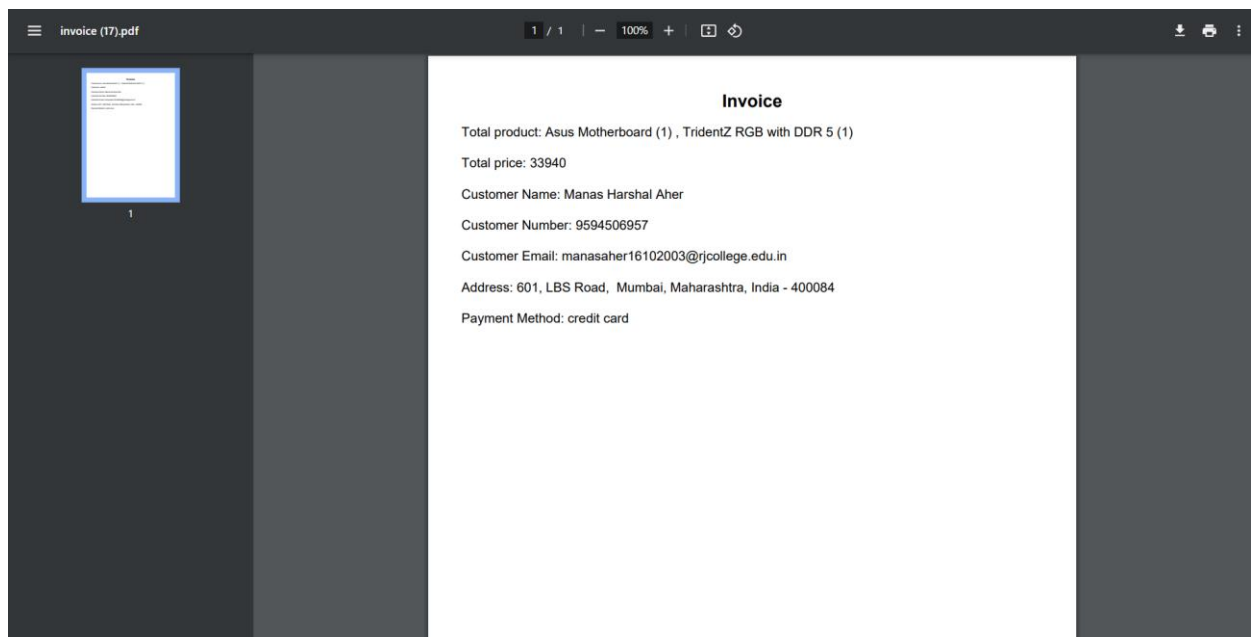 invoice (17).pdf
1 / 1
100%
1
Invoice
Total product: Asus Motherboard (1) , TridentZ RGB with DDR 5 (1)
Total price: 33940
Customer Name: Manas Harshal Aher
Customer Number: 9594506957
Customer Email: manasaher16102003@rjcollege.edu.in
Address: 601, LBS Road,  Mumbai, Maharashtra, India - 400084
Payment Method: credit card